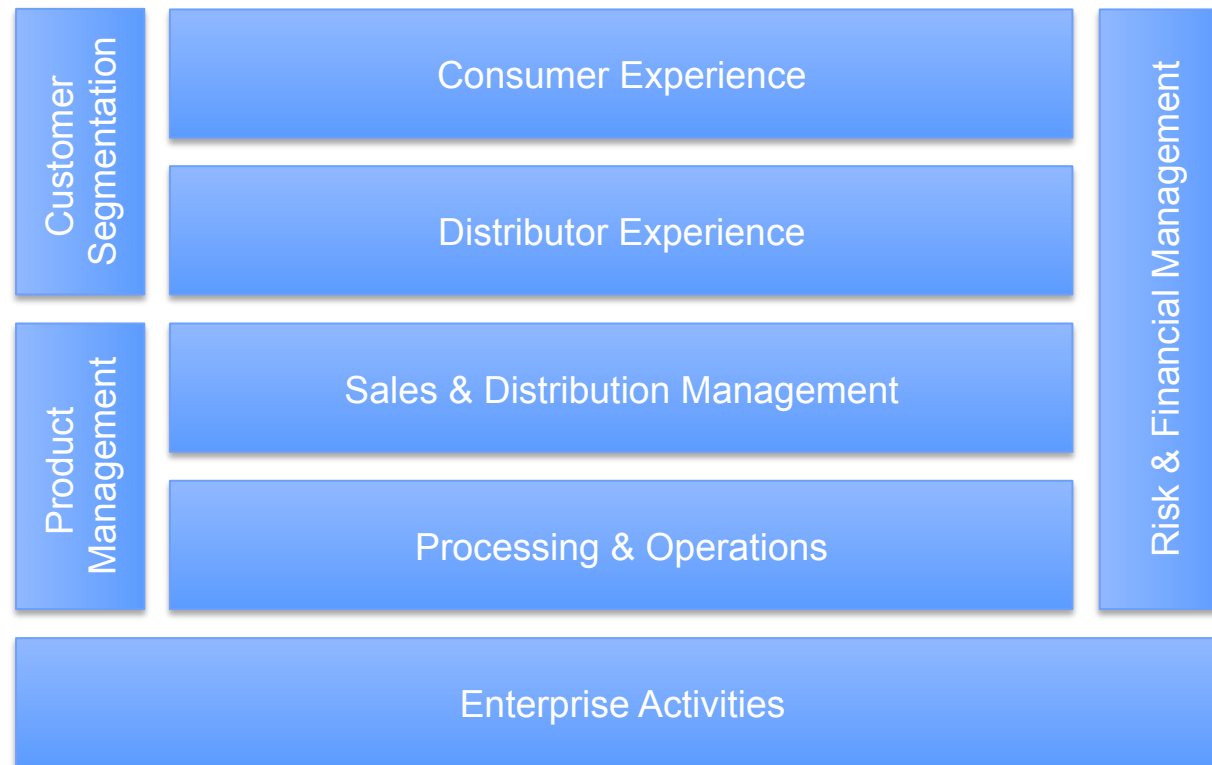 Customer
Segmentation
Consumer Experience
Distributor Experience
Product
Management
Sales & Distribution Management
Processing & Operations
Risk & Financial Management
Enterprise Activities